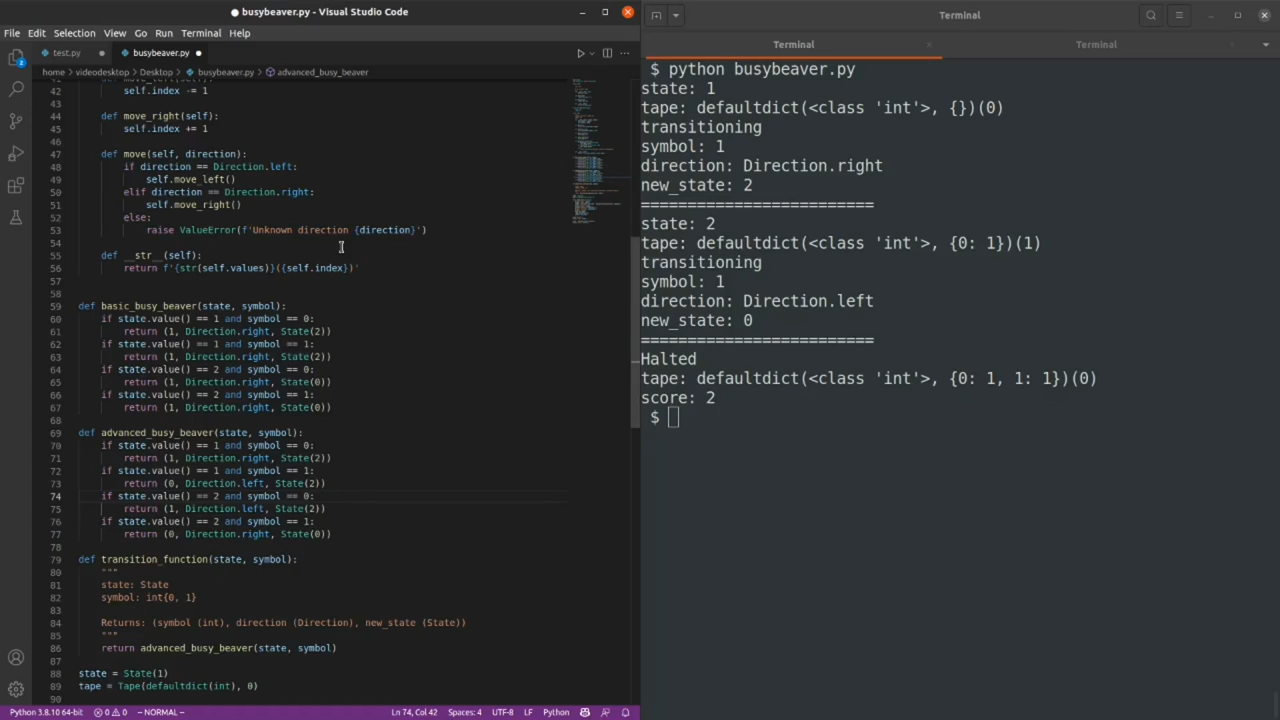 busybeaver.py - Visual Studio Code
File Edit Selection View Go Run Terminal Help
test.py
busybeaver.py
home > videodesktop > Desktop > busybeaver.py > advanced_busy_beaver
42 self.index -= 1
43
44 def move_right(self):
45 self.index += 1
46
47 def move(self, direction):
48 if direction == Direction.left:
49 self.move_left()
50 elif direction == Direction.right:
51 self.move_right()
52 else:
53 raise ValueError(f'Unknown direction {direction}')
54
55 def __str__(self):
56 return f'{str(self.values)}({self.index})'
57
58
59 def basic_busy_beaver(state, symbol):
60 if state.value() == 1 and symbol == 0:
61 return (1, Direction.right, State(2))
62 if state.value() == 1 and symbol == 1:
63 return (1, Direction.right, State(2))
64 if state.value() == 2 and symbol == 0:
65 return (1, Direction.right, State(0))
66 if state.value() == 2 and symbol == 1:
67 return (1, Direction.right, State(0))
68
69 def advanced_busy_beaver(state, symbol):
70 if state.value() == 1 and symbol == 0:
71 return (1, Direction.right, State(2))
72 if state.value() == 1 and symbol == 1:
73 return (0, Direction.left, State(2))
74 if state.value() == 2 and symbol == 0:
75 return (1, Direction.left, State(2))
76 if state.value() == 2 and symbol == 1:
77 return (0, Direction.right, State(0))
78
79 def transition_function(state, symbol):
80 """
81 state: State
82 symbol: int{0, 1}
83
84 Returns: (symbol (int), direction (Direction), new_state (State))
85 """
86 return advanced_busy_beaver(state, symbol)
87
88 state = State(1)
89 tape = Tape(defaultdict(int), 0)
90
Python 3.8.10 64-bit 0 0 -- NORMAL -- Ln 74, Col 42 Spaces: 4 UTF-8 LF Python
Terminal
Terminal Terminal
$ python busybeaver.py
state: 1
tape: defaultdict(<class 'int'>, {})(0)
transitioning
symbol: 1
direction: Direction.right
new_state: 2
=========================
state: 2
tape: defaultdict(<class 'int'>, {0: 1})(1)
transitioning
symbol: 1
direction: Direction.left
new_state: 0
=========================
Halted
tape: defaultdict(<class 'int'>, {0: 1, 1: 1})(0)
score: 2
$